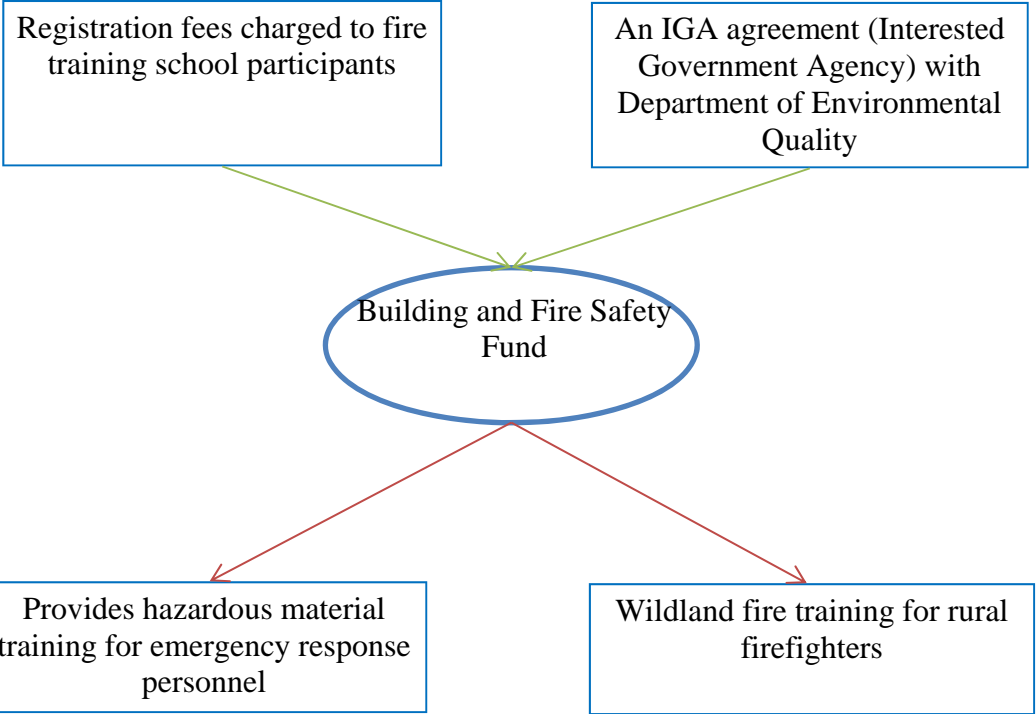 Registration fees charged to fire
training school participants
An IGA agreement (Interested
Government Agency) with
Department of Environmental
Quality
Building and Fire Safety
Fund
Provides hazardous material
training for emergency response
personnel
Wildland fire training for rural
firefighters